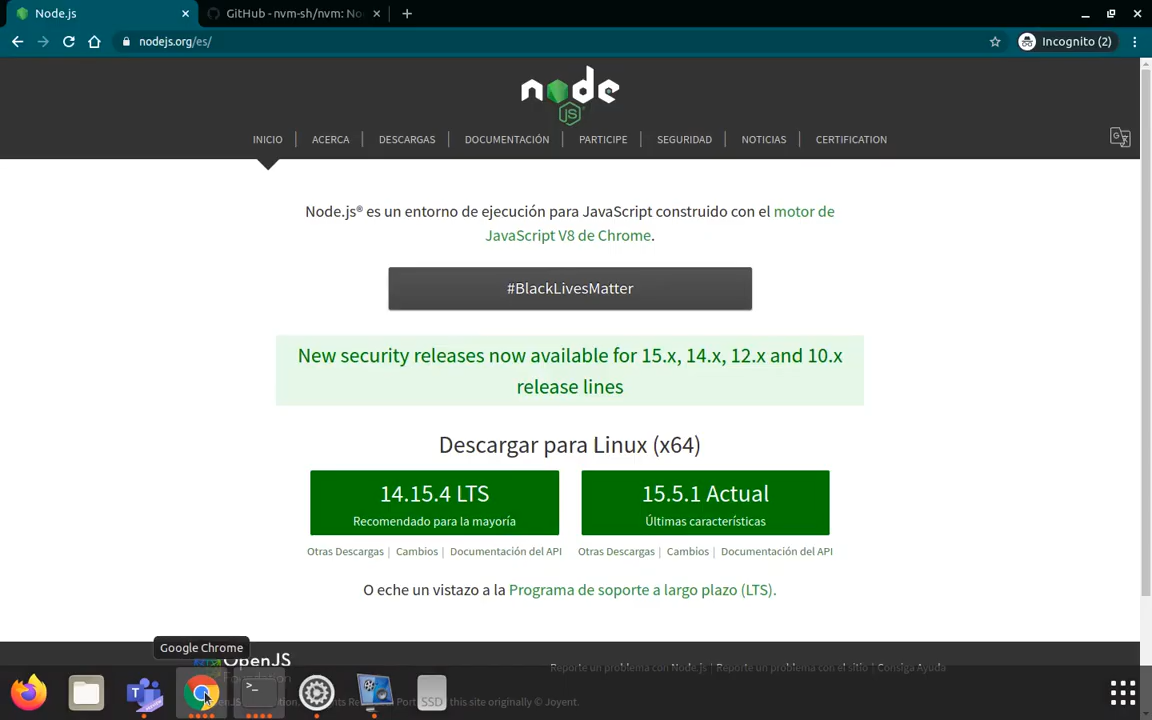 Node.js
GitHub - nvm-sh/nvm: No
nodejs.org/es/
Incognito (2)
node
JS
INICIO
ACERCA
DESCARGAS
DOCUMENTACIÓN
PARTICIPE
SEGURIDAD
NOTICIAS
CERTIFICATION
Node.js® es un entorno de ejecución para JavaScript construido con el motor de
JavaScript V8 de Chrome.
#BlackLivesMatter
New security releases now available for 15.x, 14.x, 12.x and 10.x
release lines
Descargar para Linux (x64)
14.15.4 LTS
Recomendado para la mayoría
15.5.1 Actual
Últimas características
Otras Descargas | Cambios | Documentación del API
Otras Descargas | Cambios | Documentación del API
O eche un vistazo a la Programa de soporte a largo plazo (LTS).
Google Chrome
OpenJS
Reporte un problema con Node.js | Reporte un problema con el sitio | Consiga Ayuda
this site originally © Joyent.
SSD